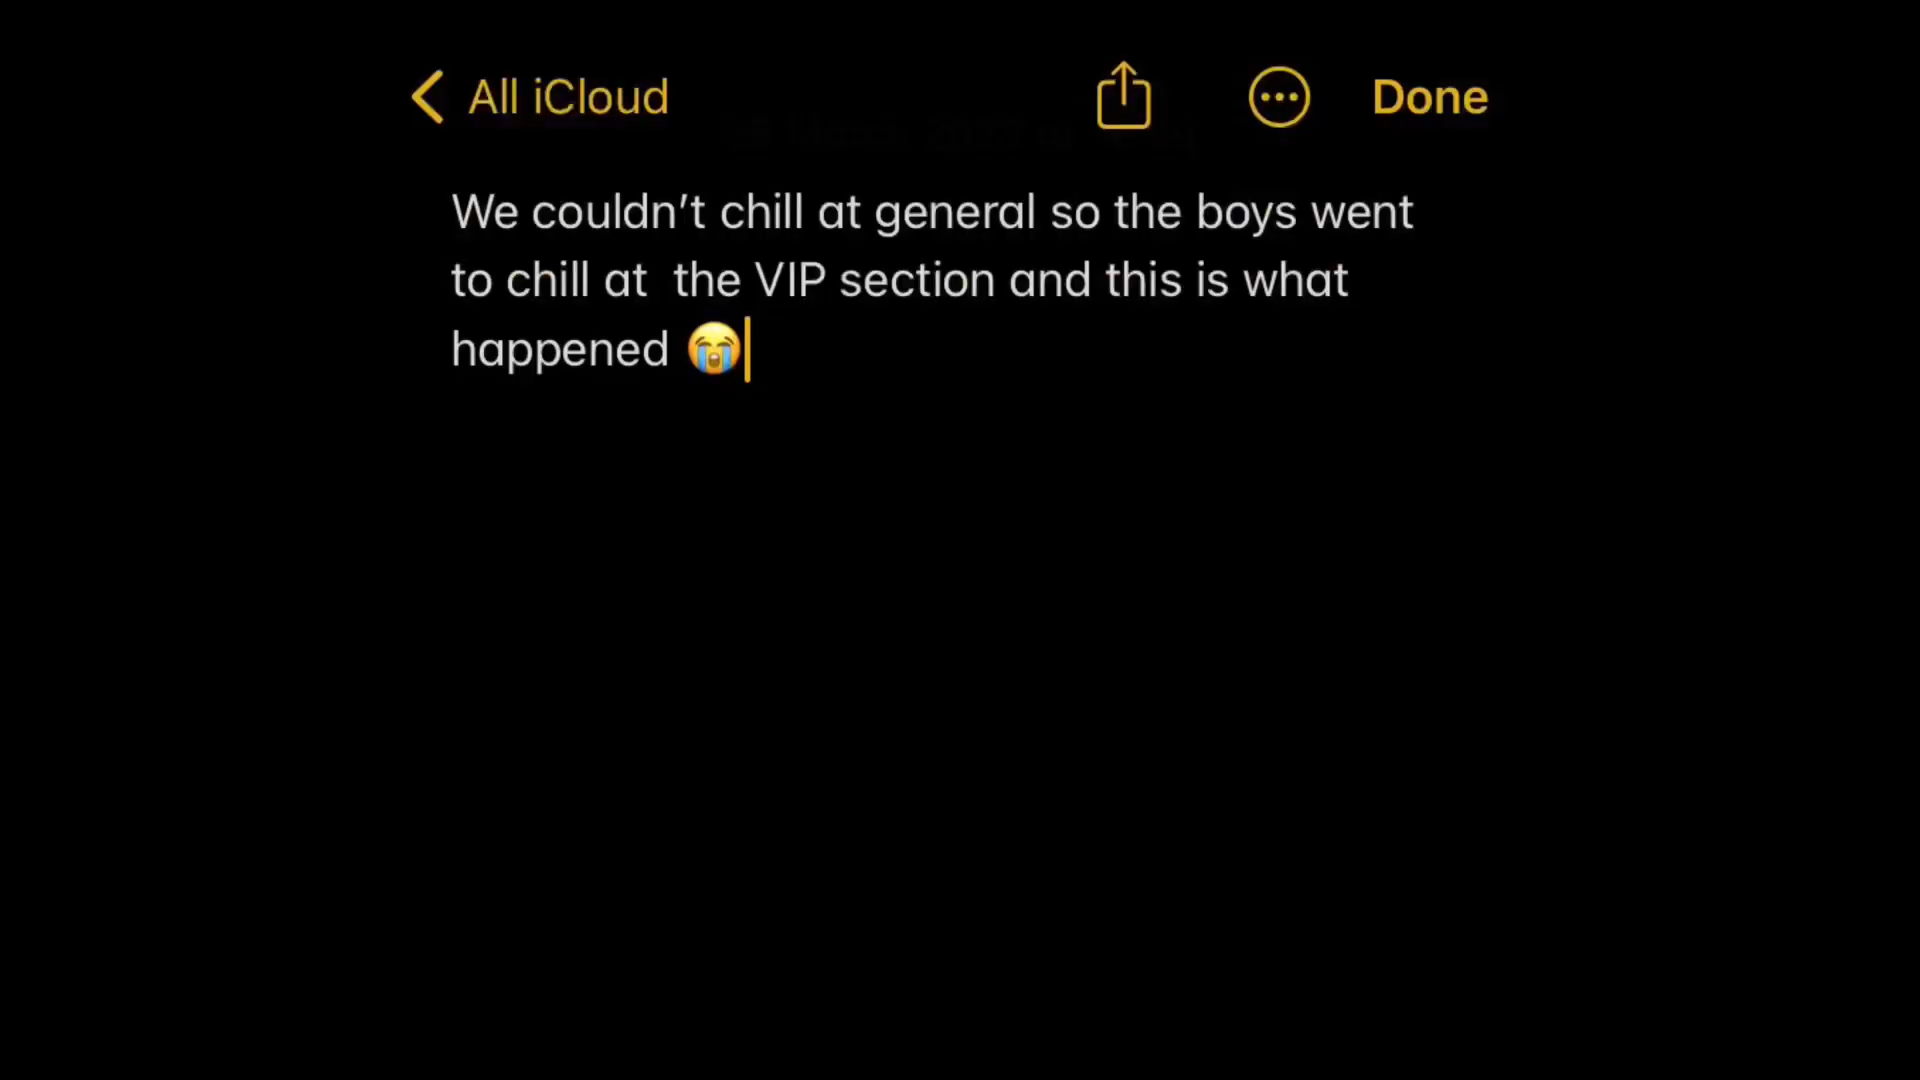 All iCloud
Done
We couldn’t chill at general so the boys went
to chill at  the VIP section and this is what
happened 😭